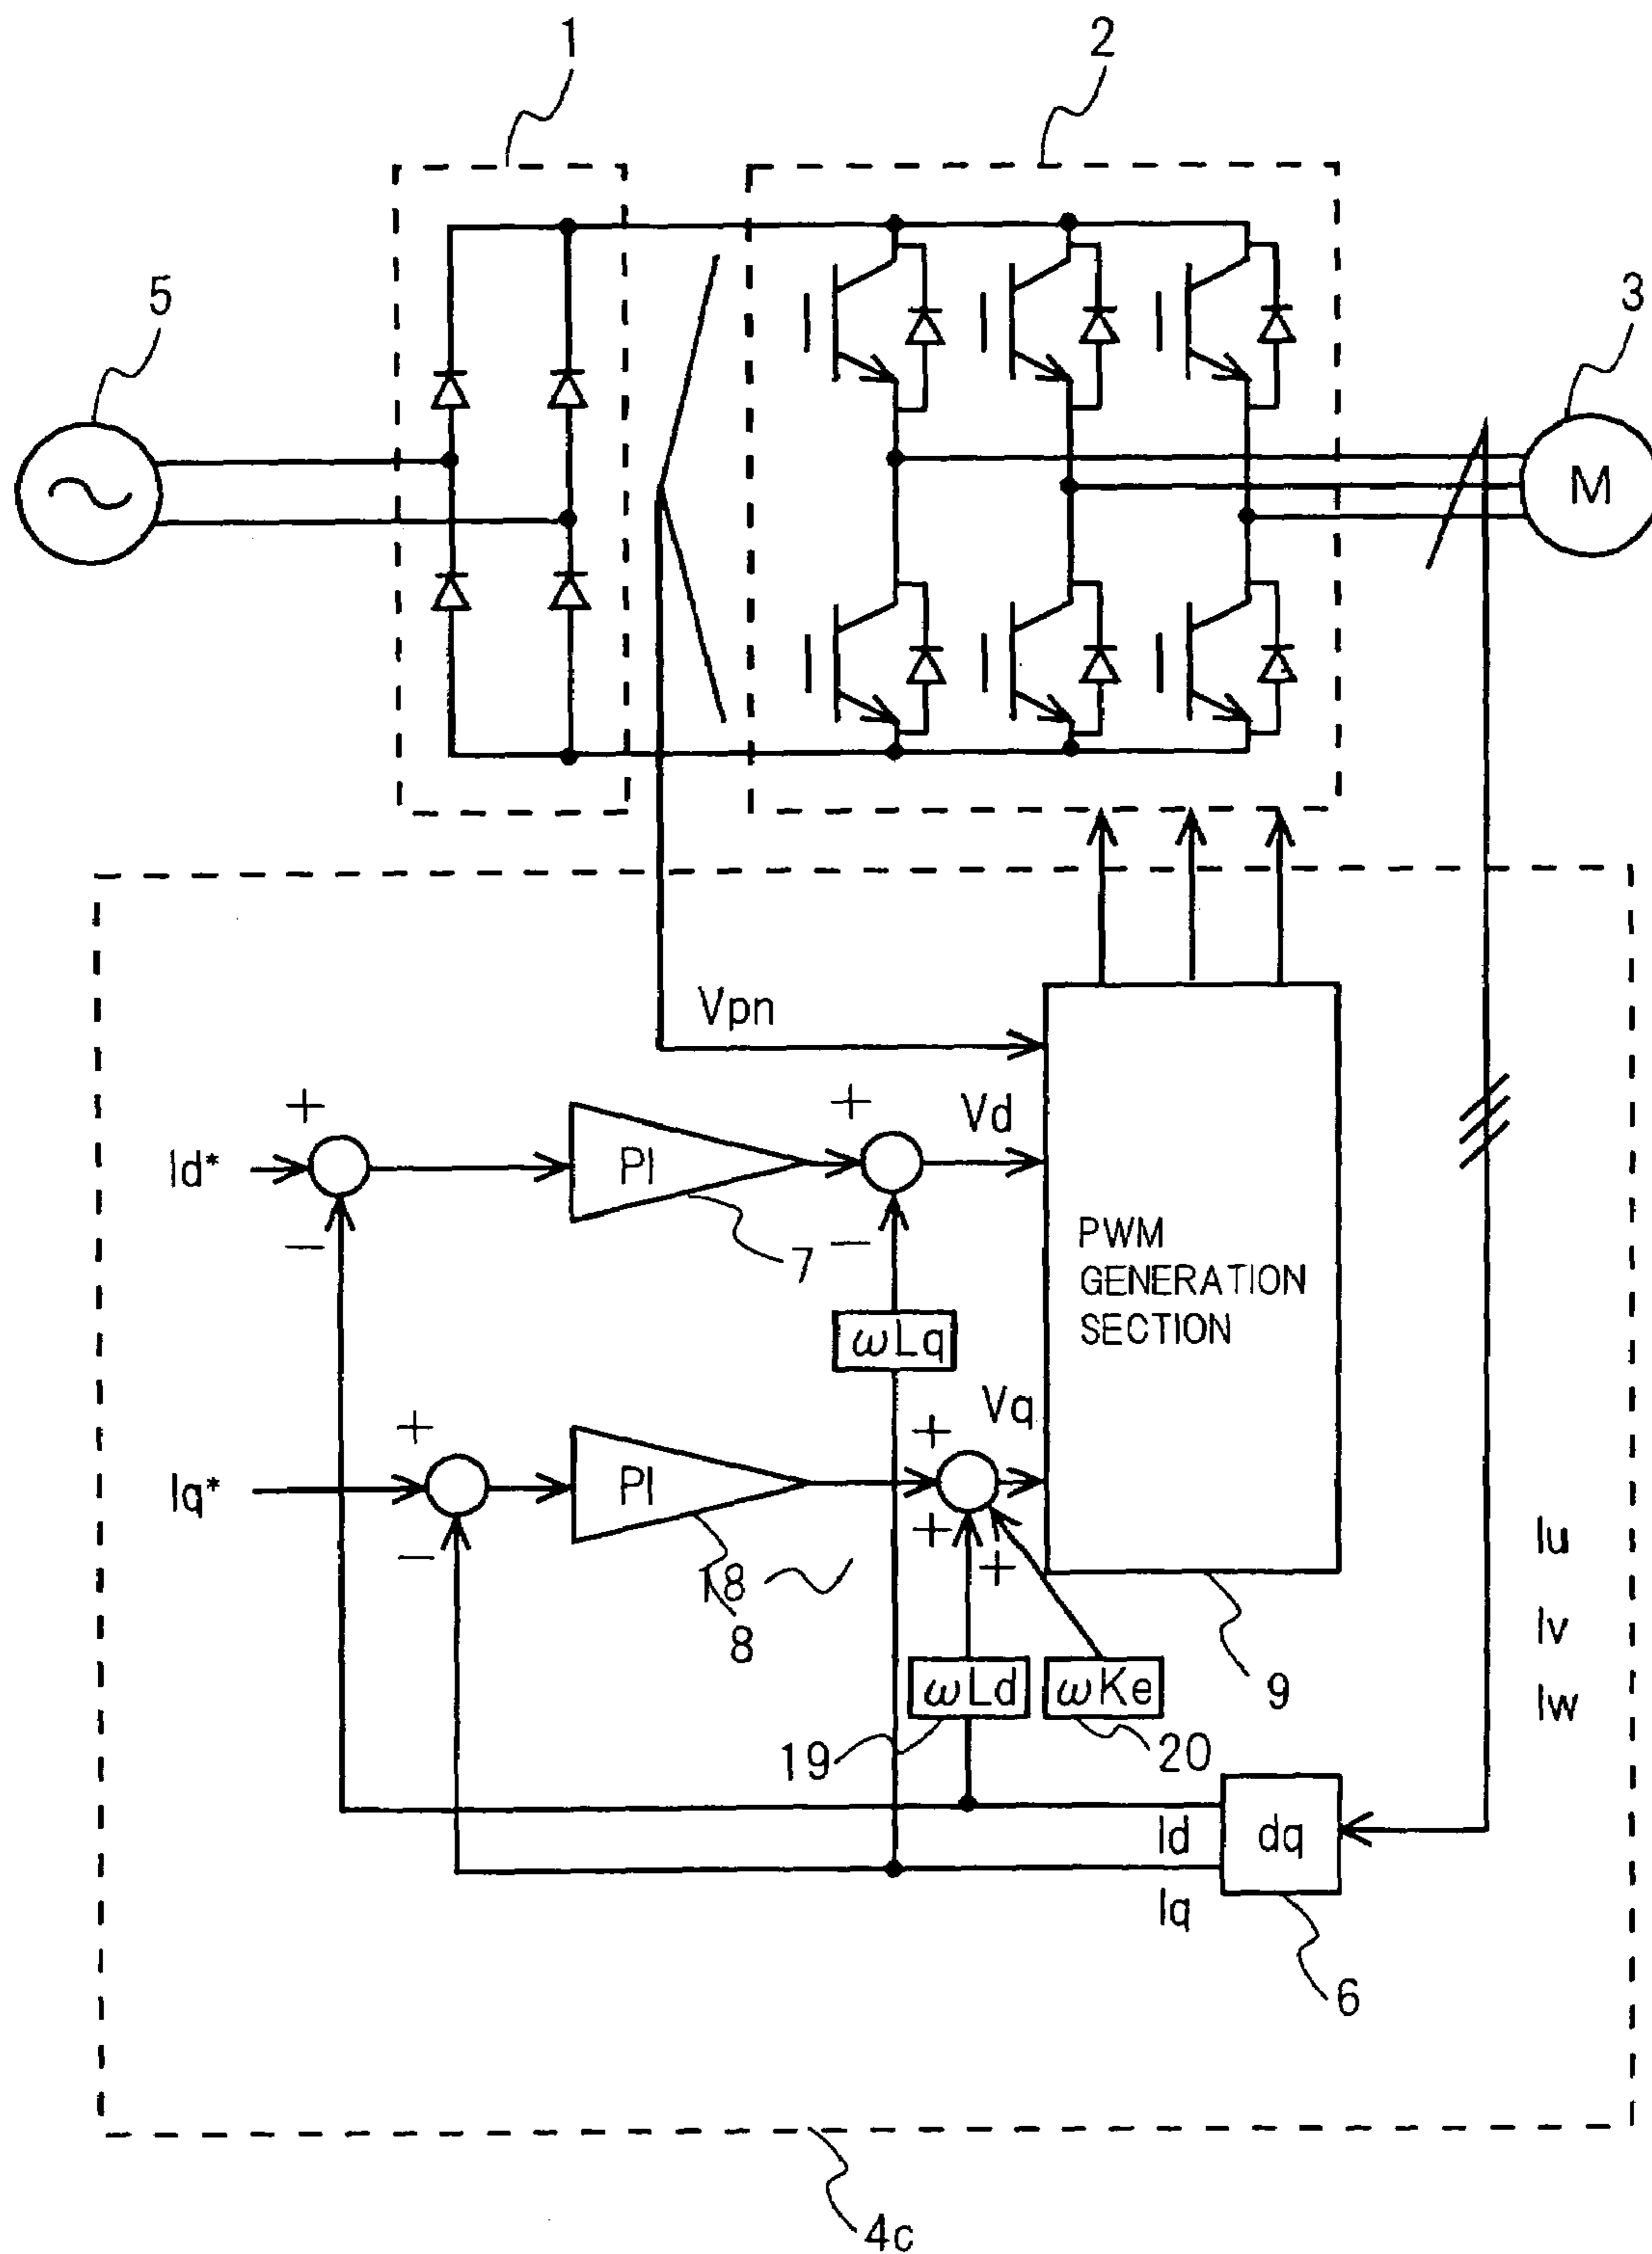 1
2
5
3
M
Vpn
+
+
Vd
Id*
PI
−
7
−
PWM
GENERATION
SECTION
ωLq
Vq
+
+
Iq*
PI
+
−
18
+
8
Iu
Iv
Iw
ωLd
ωKe
9
19
20
Id
dq
Iq
6
4c